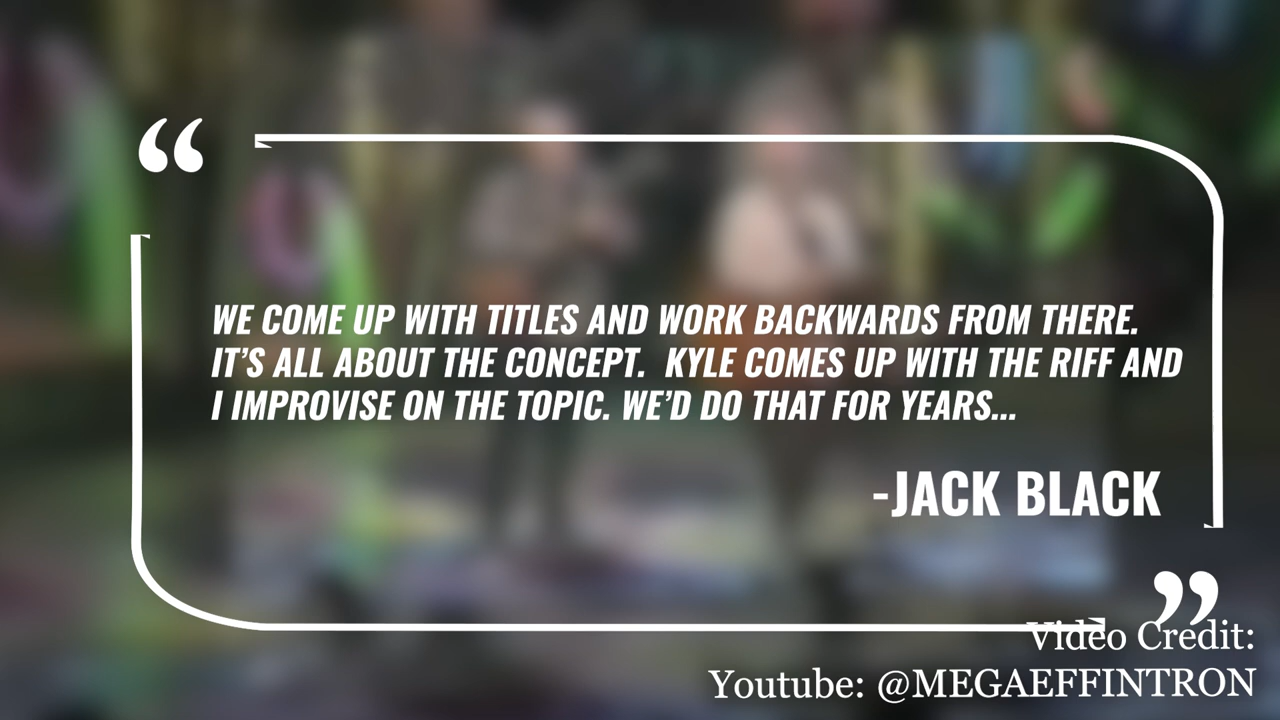 “
WE COME UP WITH TITLES AND WORK BACKWARDS FROM THERE.
IT’S ALL ABOUT THE CONCEPT.  KYLE COMES UP WITH THE RIFF AND
I IMPROVISE ON THE TOPIC. WE’D DO THAT FOR YEARS...
-JACK BLACK
”
Video Credit:
Youtube: @MEGAEFFINTRON